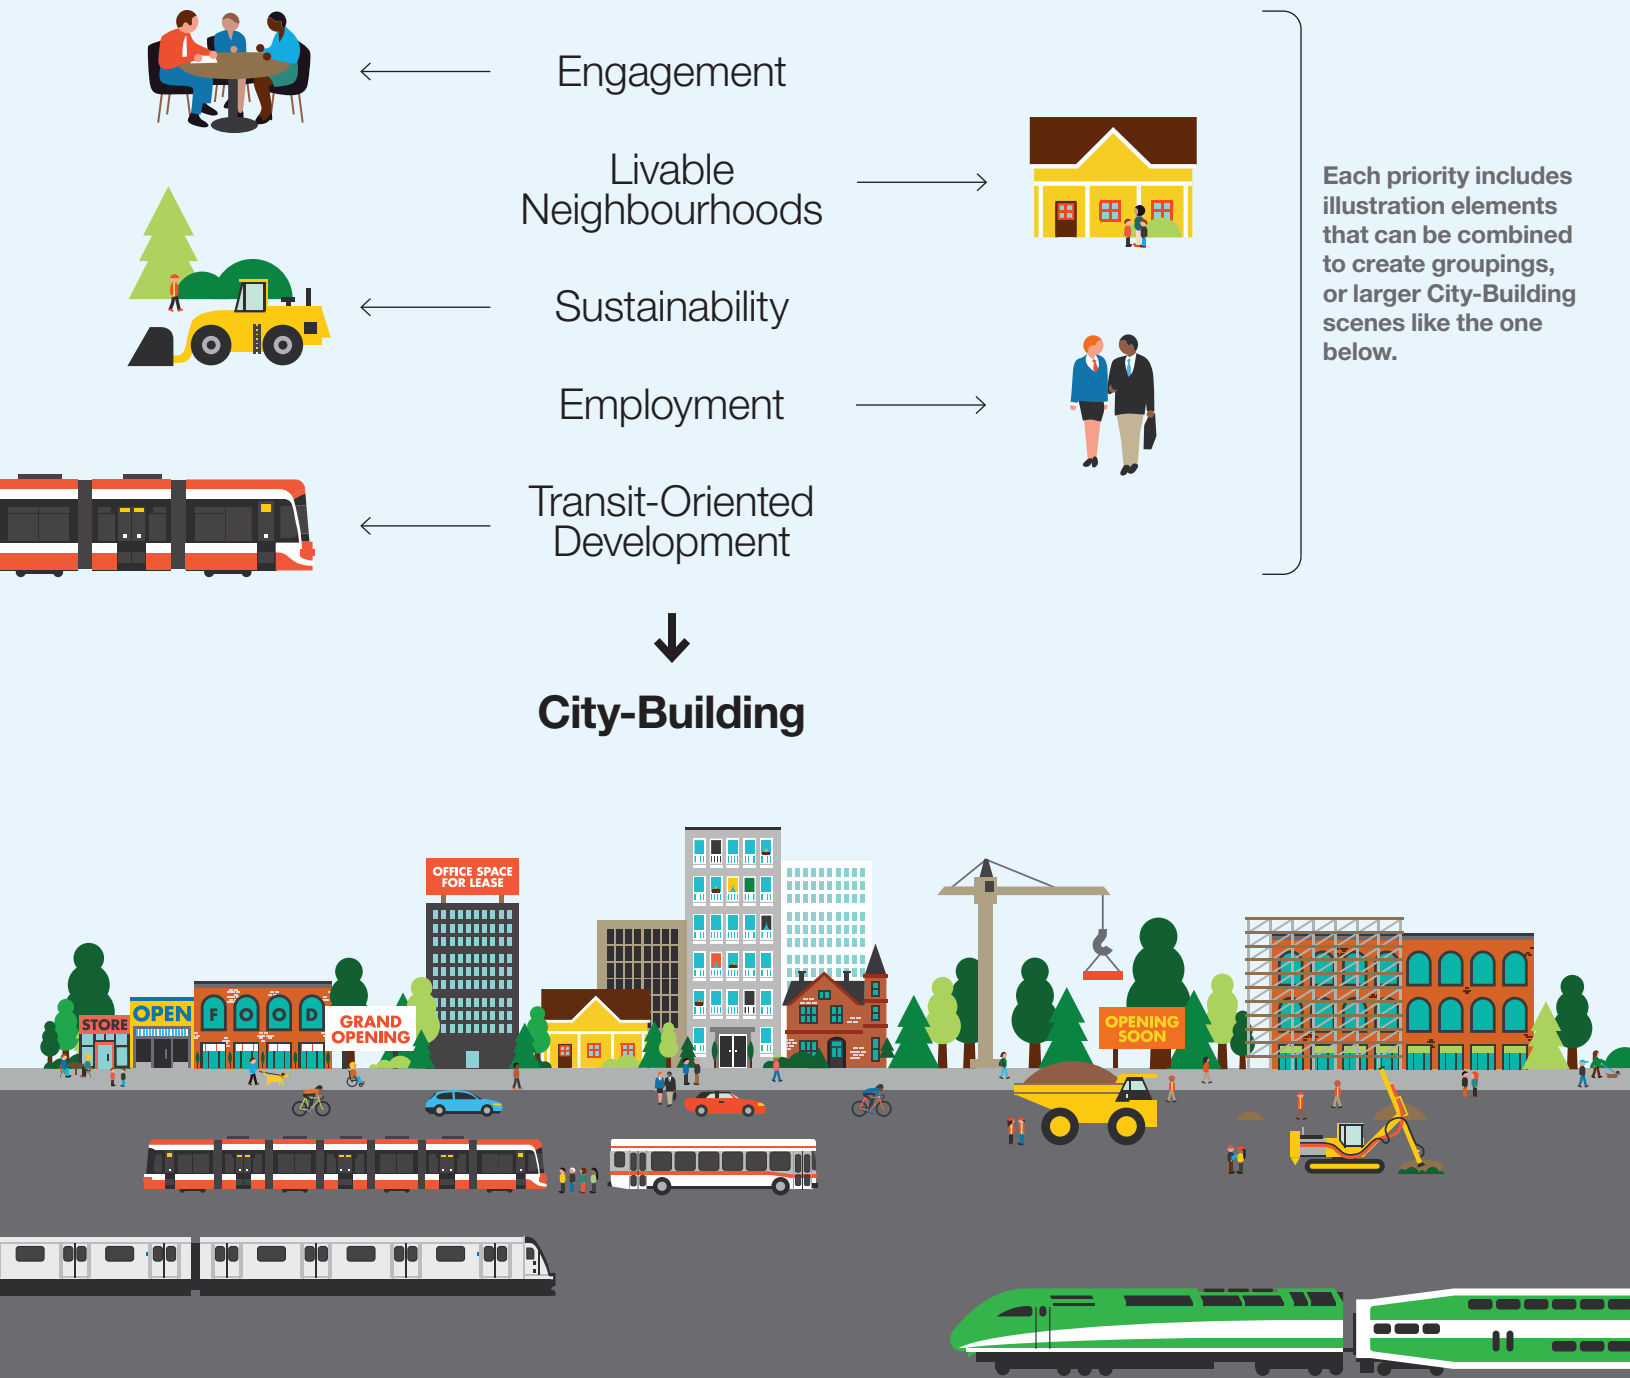 Engagement
Livable
Neighbourhoods
Sustainability
Employment
Transit-Oriented
Development
Each priority includes
illustration elements
that can be combined
to create groupings,
or larger City-Building
scenes like the one
below.
City-Building
OFFICE SPACE
FOR LEASE
STORE
OPEN
FOOD
GRAND
OPENING
OPENING
SOON